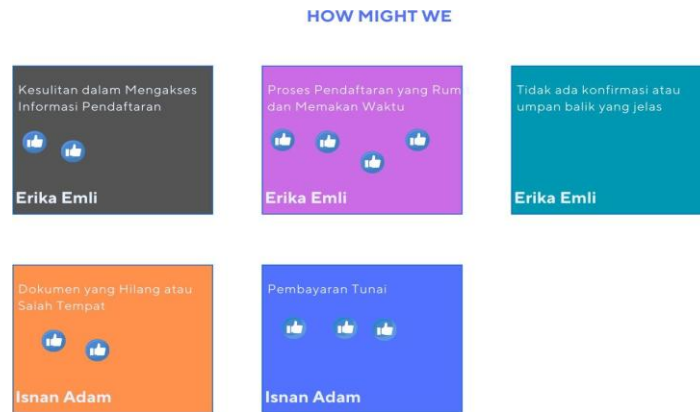 HOW MIGHT WE
Kesulitan dalam Mengakses
Informasi Pendaftaran
Erika Emli
Proses Pendaftaran yang Rumit
dan Memakan Waktu
Erika Emli
Tidak ada konfirmasi atau
umpan balik yang jelas
Erika Emli
Dokumen yang Hilang atau
Salah Tempat
Isnan Adam
Pembayaran Tunai
Isnan Adam